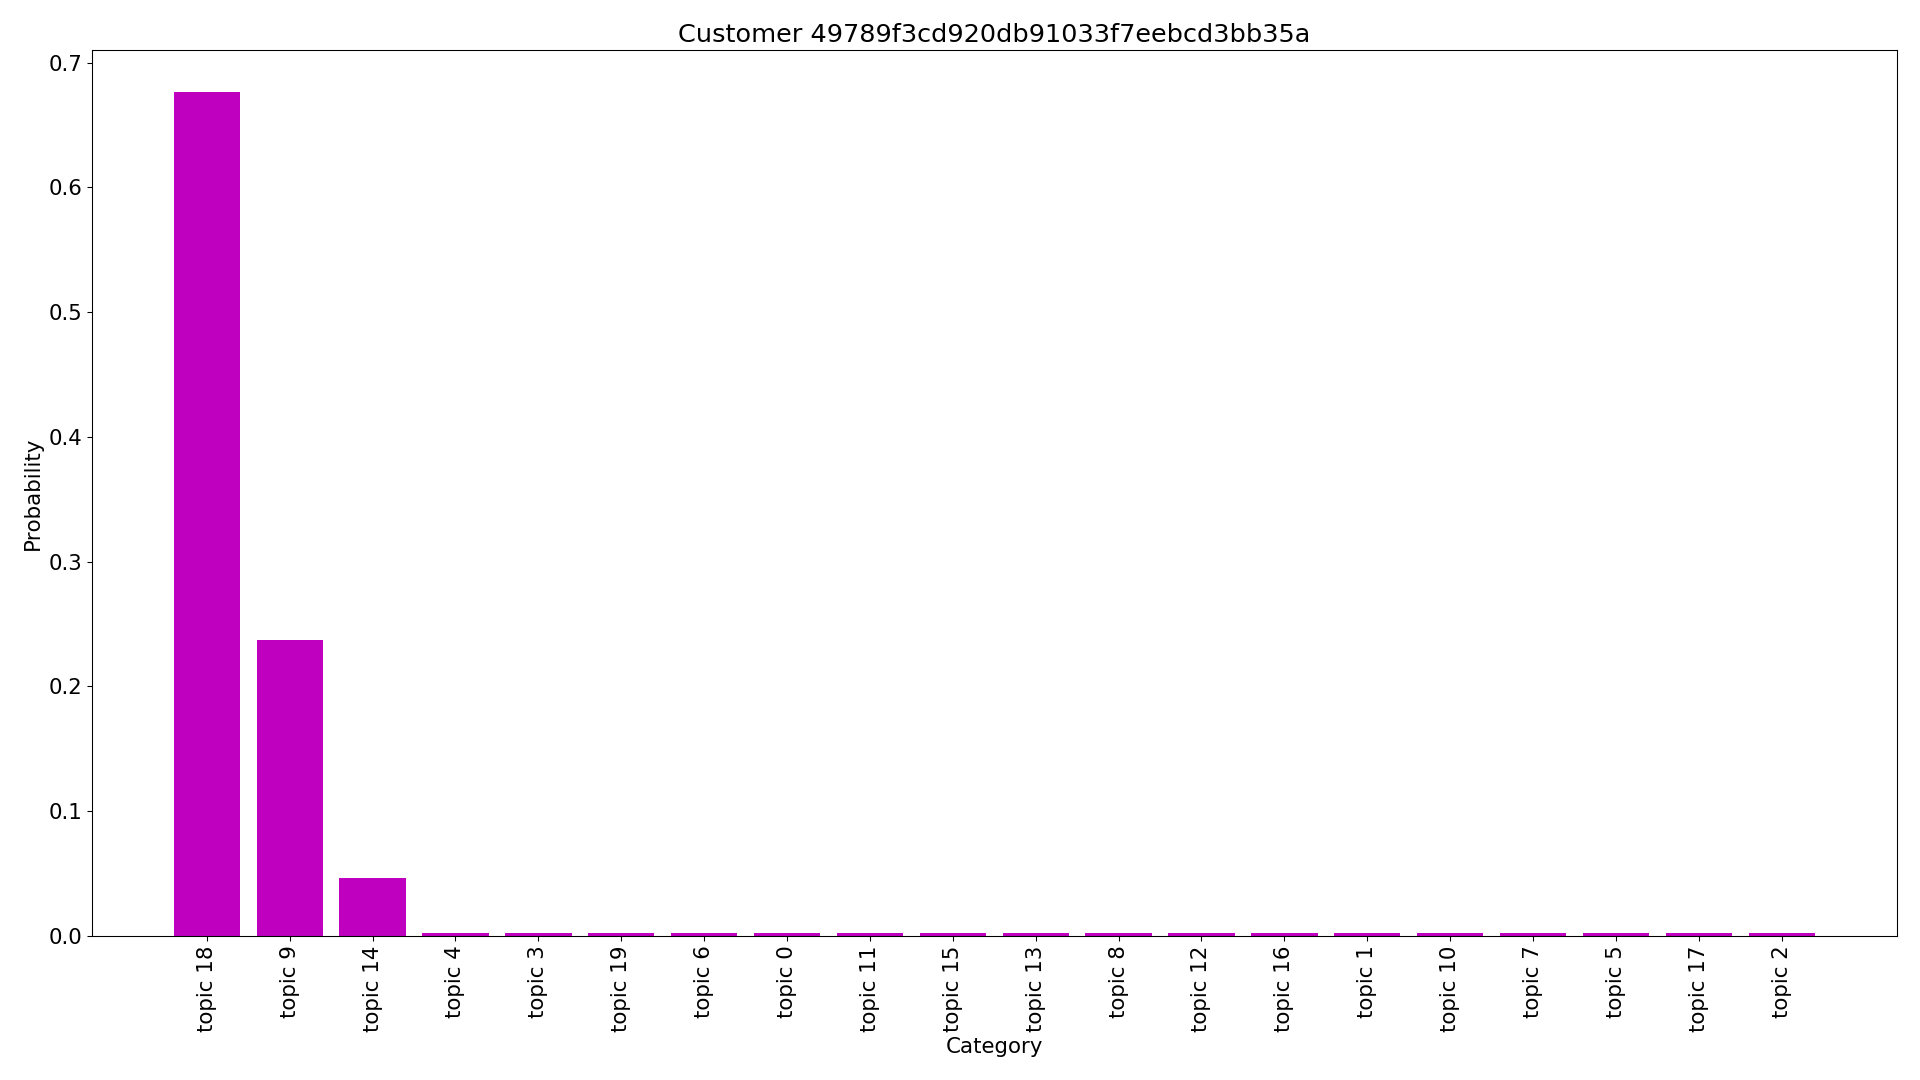 Customer 49789f3cd920db91033f7eebcd3bb35a
0.7
0.6
0.5
0.4
0.3
0.2
0.1
0.0
Probability
topic 18
topic 9
topic 14
topic 4
topic 3
topic 19
topic 6
topic 0
topic 11
topic 15
topic 13
topic 8
topic 12
topic 16
topic 1
topic 10
topic 7
topic 5
topic 17
topic 2
Category